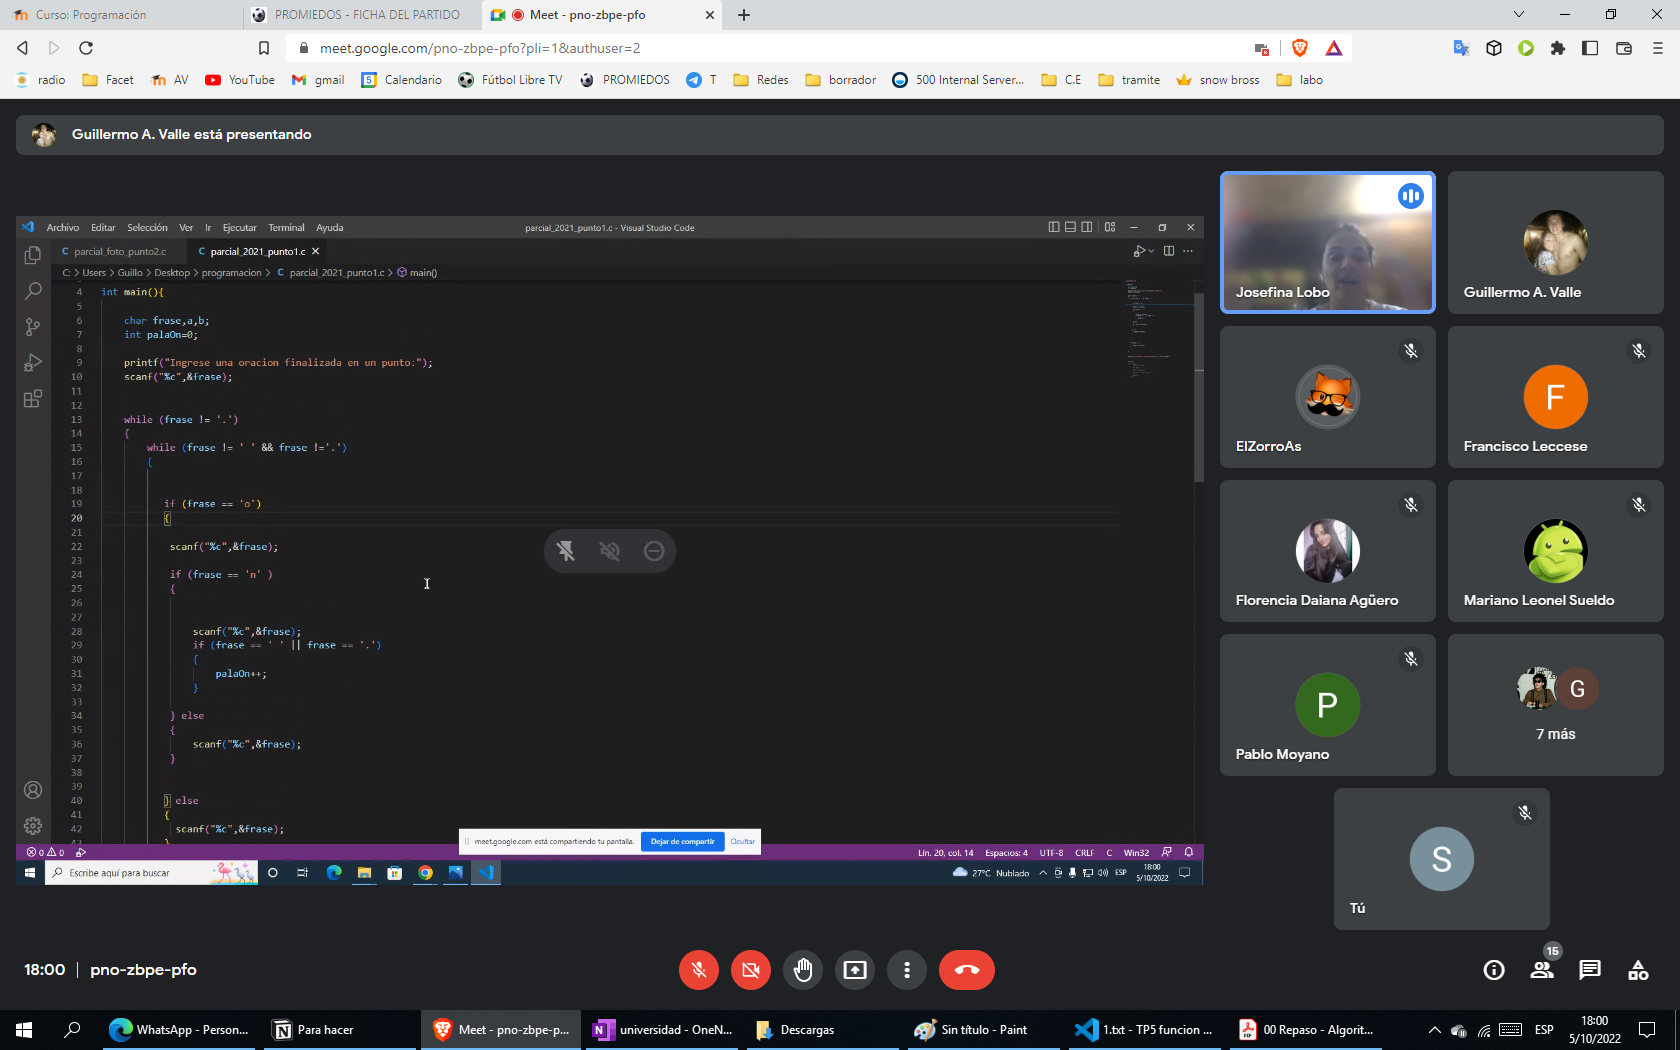 Curso: Programación
PROMIEDOS - FICHA DEL PARTIDO
Meet - pno-zbpe-pfo
meet.google.com/pno-zbpe-pfo?pli=1&authuser=2
radio Facet AV YouTube gmail 5 Calendario Fútbol Libre TV PROMIEDOS T Redes borrador 500 Internal Server... C.E tramite snow bross labo
Guillermo A. Valle está presentando
Archivo Editar Selección Ver Ir Ejecutar Terminal Ayuda
parcial_2021_punto1.c - Visual Studio Code
C parcial_foto_punto2.c
C parcial_2021_punto1.c
C: > Users > Guillo > Desktop > programacion > C parcial_2021_punto1.c > main()
4 int main(){
5
6 char frase,a,b;
7 int palaOn=0;
8
9 printf("Ingrese una oracion finalizada en un punto:");
10 scanf("%c",&frase);
11
12
13 while (frase != '.')
14 {
15 while (frase != ' ' && frase !='.')
16 {
17
18
19 if (frase == 'o')
20 {
21
22 scanf("%c",&frase);
23
24 if (frase == 'n' )
25 {
26
27
28 scanf("%c",&frase);
29 if (frase == ' ' || frase == '.')
30 {
31 palaOn++;
32 }
33
34 } else
35 {
36 scanf("%c",&frase);
37 }
38
39
40 } else
41 {
42 scanf("%c",&frase);
43 }
meet.google.com está compartiendo tu pantalla.
Dejar de compartir
Ocultar
0 0
Lín. 20, col. 14 Espacios: 4 UTF-8 CRLF C Win32
Escribe aquí para buscar
27°C Nublado
ESP
18:00
5/10/2022
Josefina Lobo
Guillermo A. Valle
ElZorroAs
F
Francisco Leccese
Florencia Daiana Agüero
Mariano Leonel Sueldo
P
Pablo Moyano
G
7 más
S
Tú
18:00 | pno-zbpe-pfo
15
WhatsApp - Person...
Para hacer
Meet - pno-zbpe-p...
universidad - OneN...
Descargas
Sin título - Paint
1.txt - TP5 funcion ...
00 Repaso - Algorit...
ESP
18:00
5/10/2022